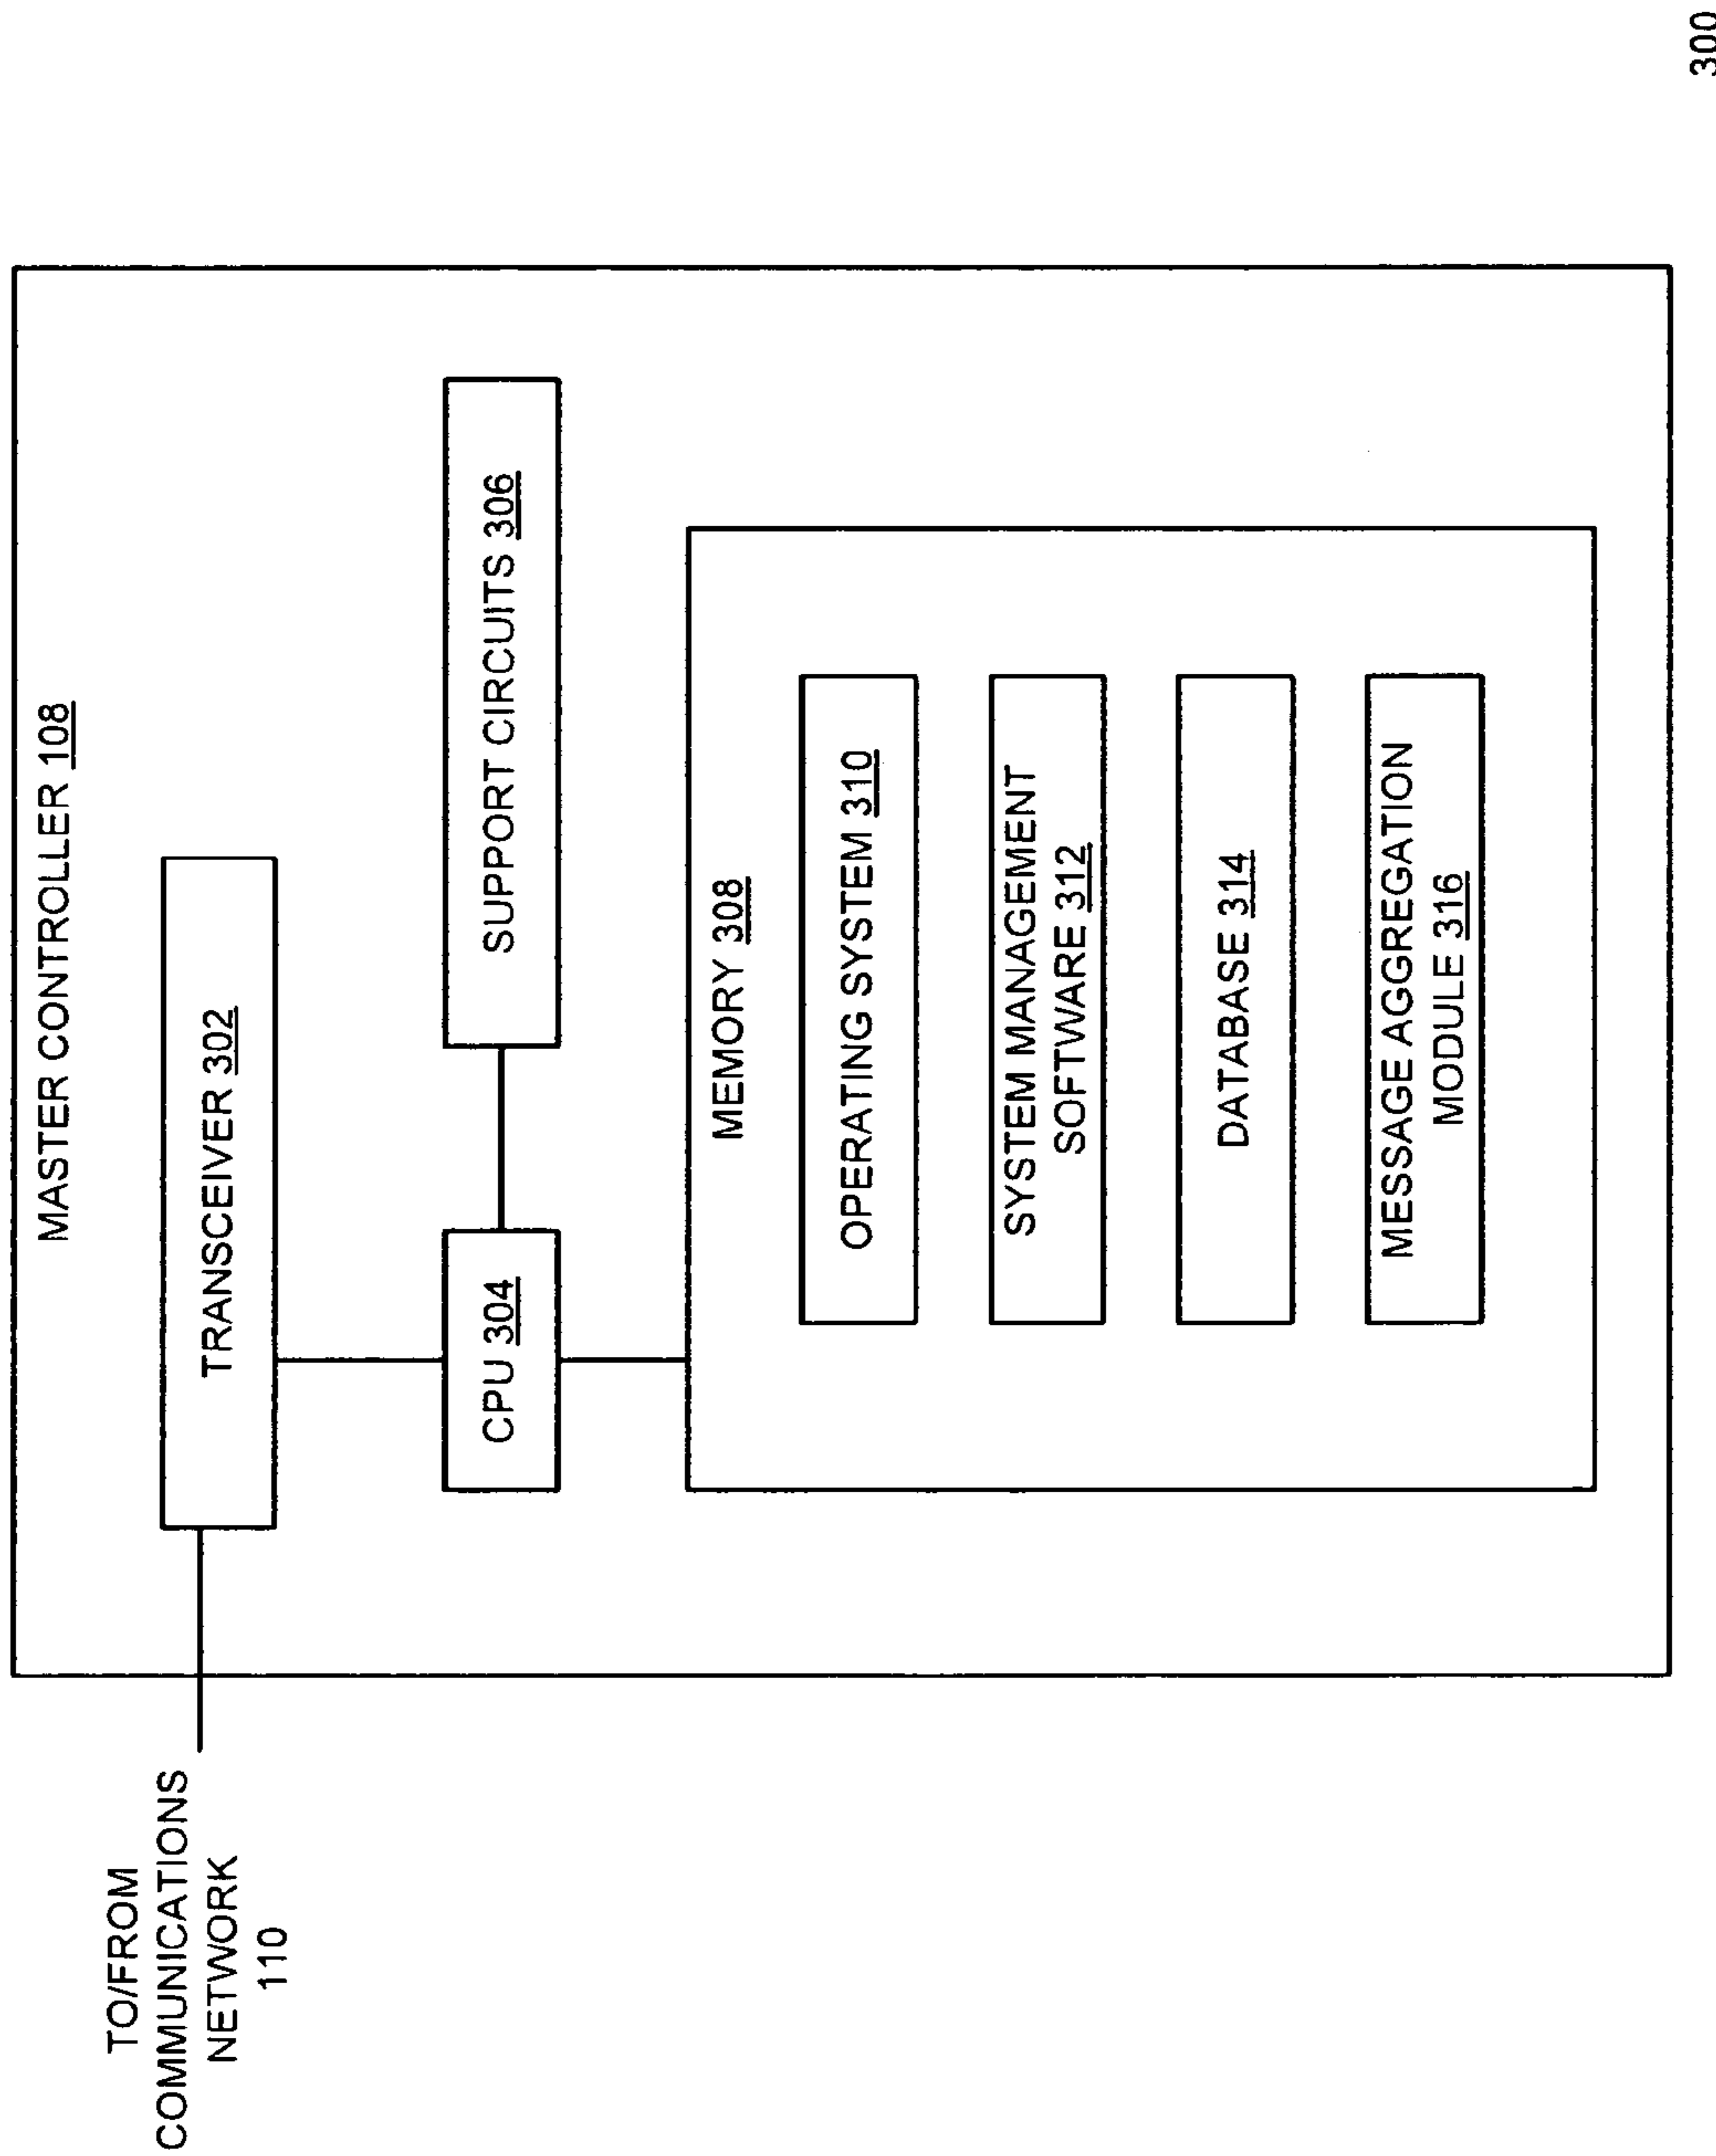 MASTER CONTROLLER 108
TO/FROM
COMMUNICATIONS
NETWORK
110
TRANSCEIVER 302
CPU 304
SUPPORT CIRCUITS 306
MEMORY 308
OPERATING SYSTEM 310
SYSTEM MANAGEMENT
SOFTWARE 312
DATABASE 314
MESSAGE AGGREGATION
MODULE 316
300